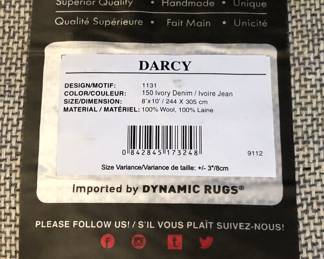 Superior Quality • Handmade • Unique
Qualité Supérieure • Fait Main • Unicité
DARCY
DESIGN/MOTIF: 1131
COLOR/COULEUR: 150 Ivory Denim / Ivoire Jean
SIZE/DIMENSION: 8'x10' / 244 X 305 cm
MATERIAL / MATÉRIEL: 100% Wool, 100% Laine
0 842845 173248
9112
Size Variance/Variance de taille: +/- 3"/8cm
Imported by DYNAMIC RUGS®
PLEASE FOLLOW US! / S'IL VOUS PLAÎT SUIVEZ-NOUS!